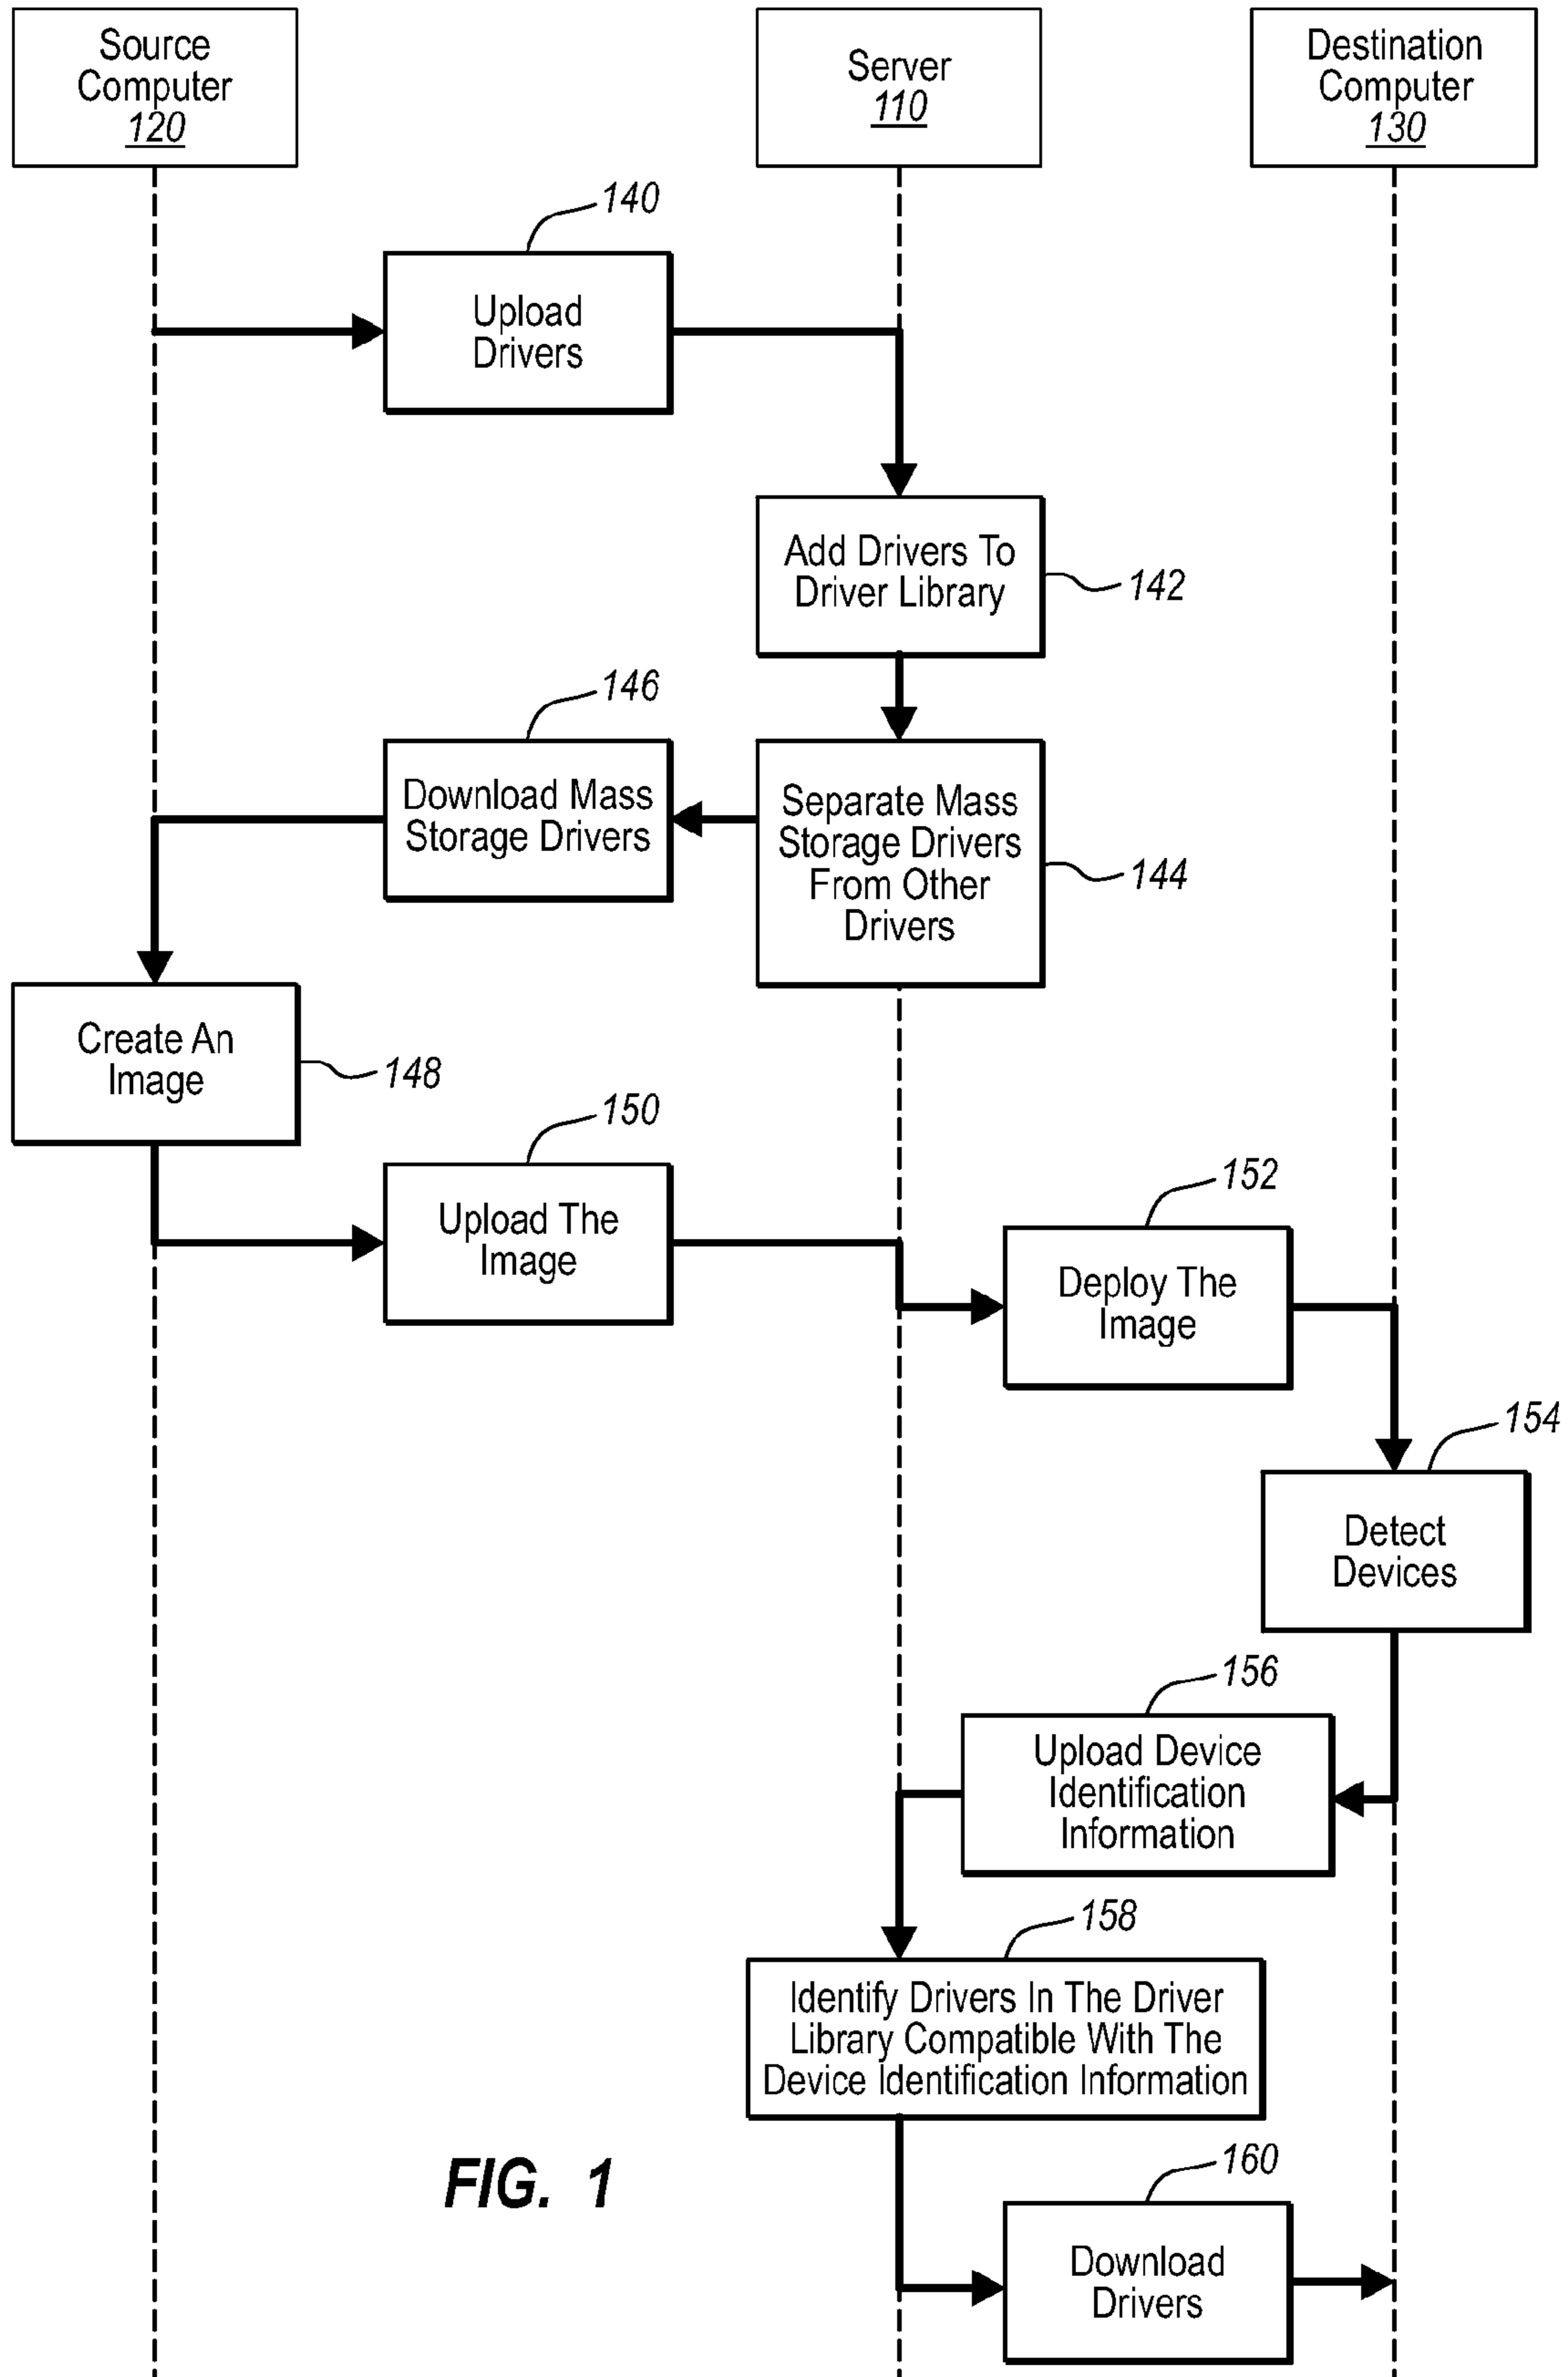 Source
Computer
120
Server
110
Destination
Computer
130
140
Upload
Drivers
Add Drivers To
Driver Library
142
146
Download Mass
Storage Drivers
Separate Mass
Storage Drivers
From Other
Drivers
144
Create An
Image
148
150
Upload The
Image
152
Deploy The
Image
154
Detect
Devices
156
Upload Device
Identification
Information
158
Identify Drivers In The Driver
Library Compatible With The
Device Identification Information
FIG. 1
160
Download
Drivers